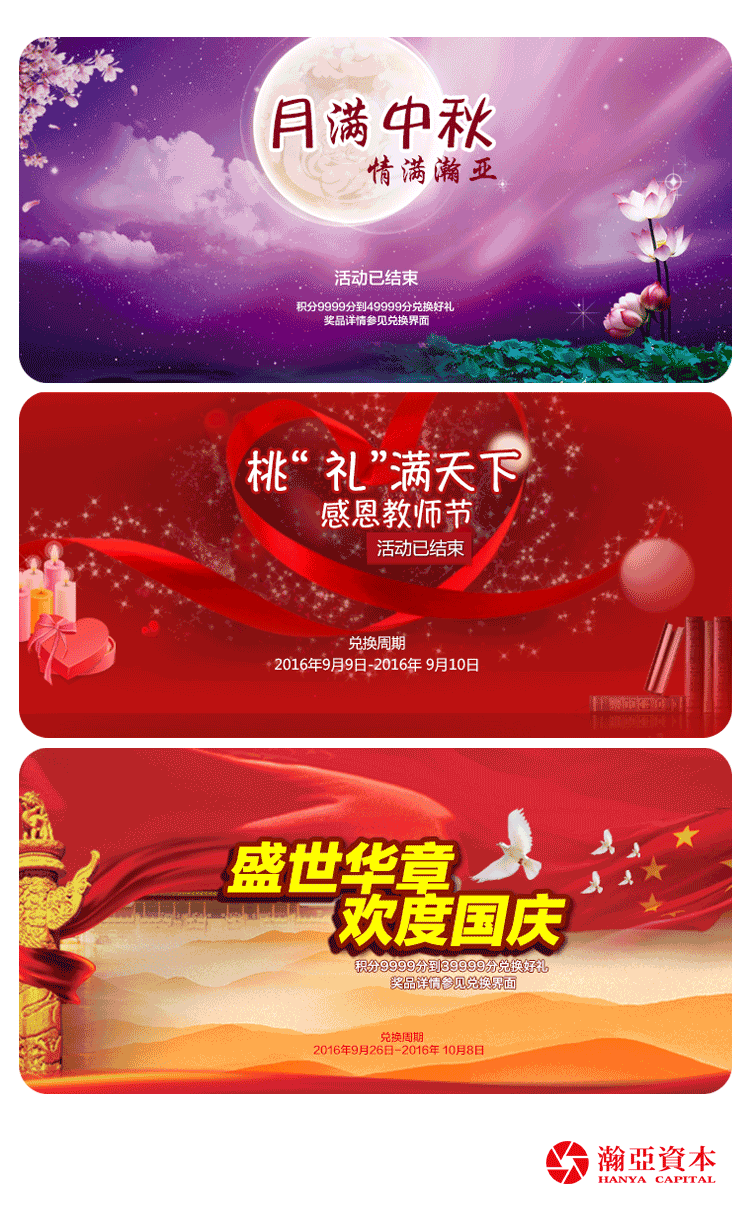 月满中秋
情满瀚亚
活动已结束
积分9999分到49999分兑换好礼
奖品详情参见兑换界面
桃“ 礼”满天下
感恩教师节
活动已结束
兑换周期
2016年9月9日-2016年 9月10日
盛世华章
欢度国庆
积分9999分到39999分兑换好礼
奖品详情参见兑换界面
兑换周期
2016年9月26日-2016年 10月8日
瀚亞資本
HANYA CAPITAL